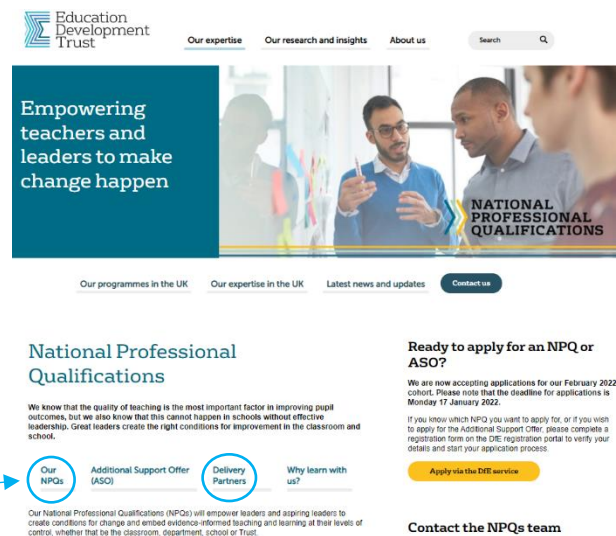 Education
Development
Trust
Our expertise
Our research and insights
About us
Search
Empowering
teachers and
leaders to make
change happen
NATIONAL
PROFESSIONAL
QUALIFICATIONS
Our programmes in the UK
Our expertise in the UK
Latest news and updates
Contact us
National Professional
Qualifications
We know that the quality of teaching is the most important factor in improving pupil
outcomes, but we also know that this cannot happen in schools without effective
leadership. Great leaders create the right conditions for improvement in the classroom and
school.
Our
NPQs
Additional Support Offer
(ASO)
Delivery
Partners
Why learn with
us?
Our National Professional Qualifications (NPQs) will empower leaders and aspiring leaders to
create conditions for change and embed evidence-informed teaching and learning at their levels of
control, whether that be the classroom, department, school or Trust.
Ready to apply for an NPQ or
ASO?
We are now accepting applications for our February 2022
cohort. Please note that the deadline for applications is
Monday 17 January 2022.
If you know which NPQ you want to apply for, or if you wish
to apply for the Additional Support Offer, please complete a
registration form on the DfE registration portal to verify your
details and start your application process.
Apply via the DfE service
Contact the NPQs team